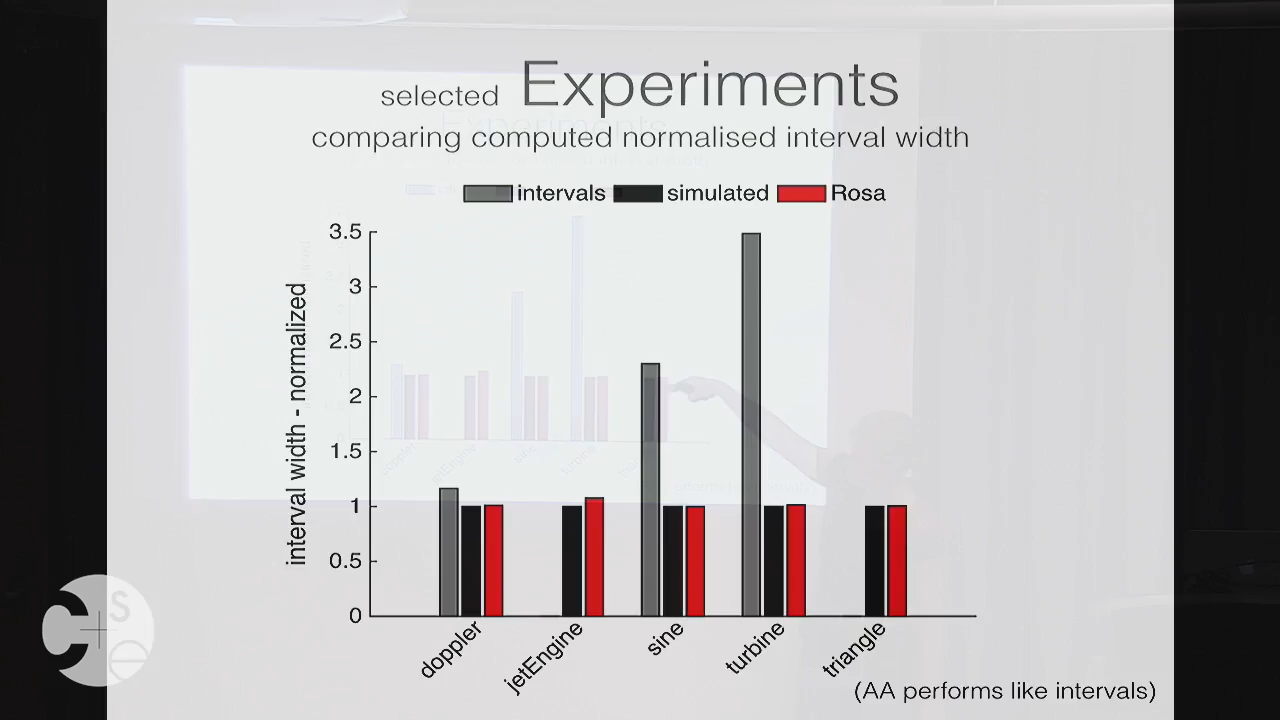 selected Experiments
comparing computed normalised interval width
intervals simulated Rosa
interval width - normalized
3.5
3
2.5
2
1.5
1
0.5
0
doppler
jetEngine
sine
turbine
triangle
(AA performs like intervals)
C+se